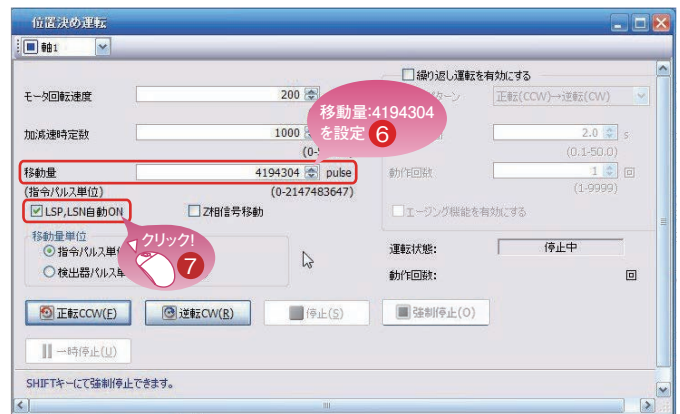 位置決め運転
軸1
繰り返し運転を有効にする
モータ回転速度 200
正転(CCW)→逆転(CW)
移動量:4194304
を設定 6
加減速時定数 1000 2.0 s
(0.1-50.0)
移動量 4194304 pulse
(指令パルス単位) (0-2147483647)
動作回数 1 回
(1-9999)
LSP,LSN自動ON Z相信号移動
エージング機能を有効にする
移動量単位
クリック!
7
指令パルス単
検出器パルス単
運転状態: 停止中
動作回数: 回
正転CCW(F) 逆転CW(R) 停止(S) 強制停止(O)
一時停止(U)
SHIFTキーにて強制停止できます。